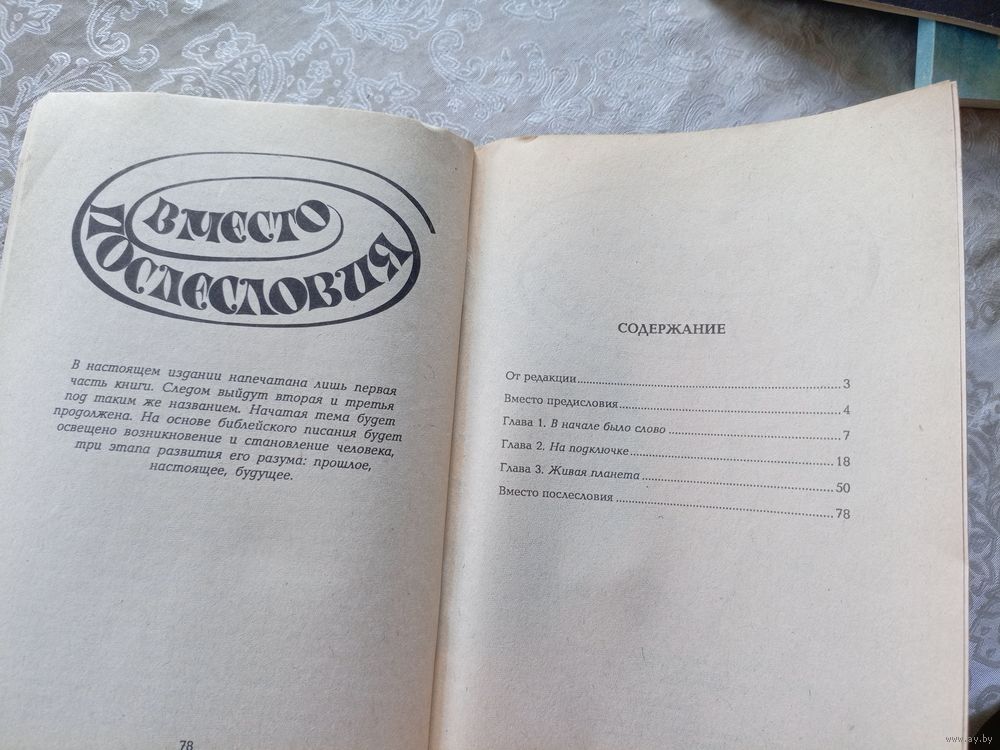 ВМЕСТО
ПОСЛЕСЛОВИЯ
В настоящем издании напечатана лишь первая
часть книги. Следом выйдут вторая и третья
под таким же названием. Начатая тема будет
продолжена. На основе библейского писания будет
освещено возникновение и становление человека,
три этапа развития его разума: прошлое,
настоящее, будущее.
78
СОДЕРЖАНИЕ
От редакции 3
Вместо предисловия 4
Глава 1. В начале было слово 7
Глава 2. На подключке 18
Глава 3. Живая планета 50
Вместо послесловия 78
www.ay.by